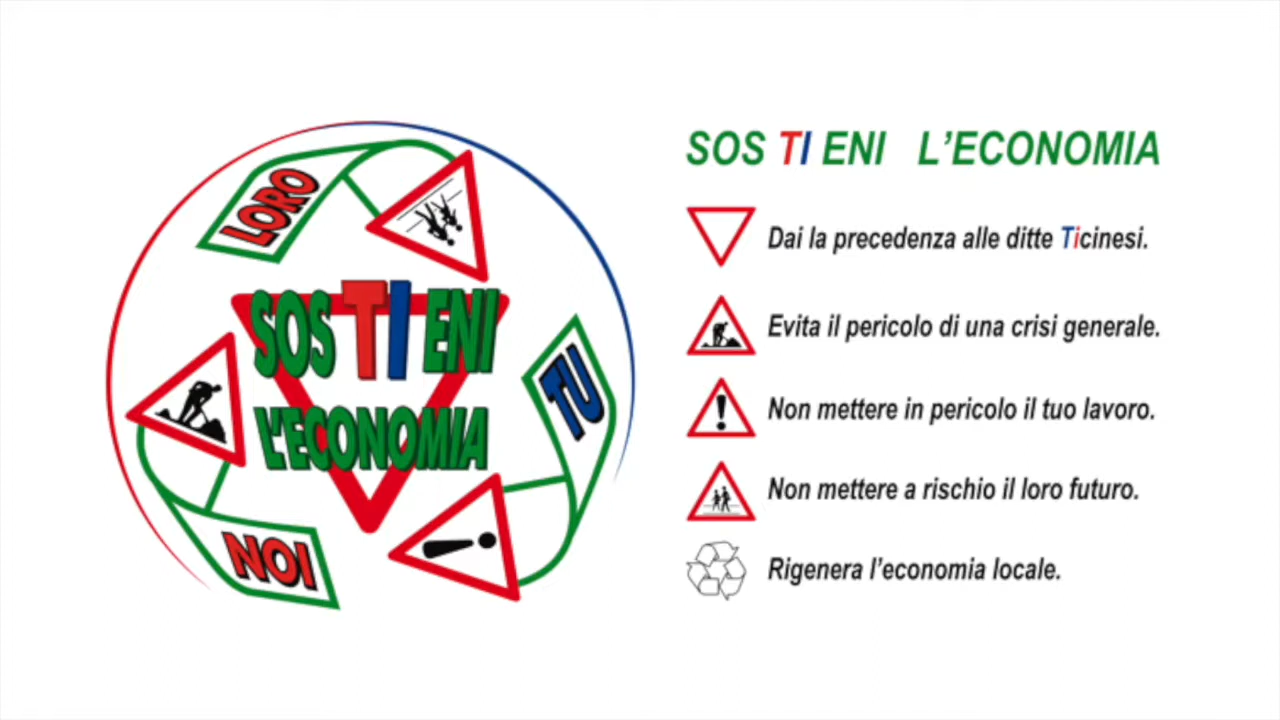 LORO
SOS TI ENI
L'ECONOMIA
TU
NOI
SOS TI ENI L'ECONOMIA
Dai la precedenza alle ditte Ticinesi.
Evita il pericolo di una crisi generale.
Non mettere in pericolo il tuo lavoro.
Non mettere a rischio il loro futuro.
Rigenera l'economia locale.